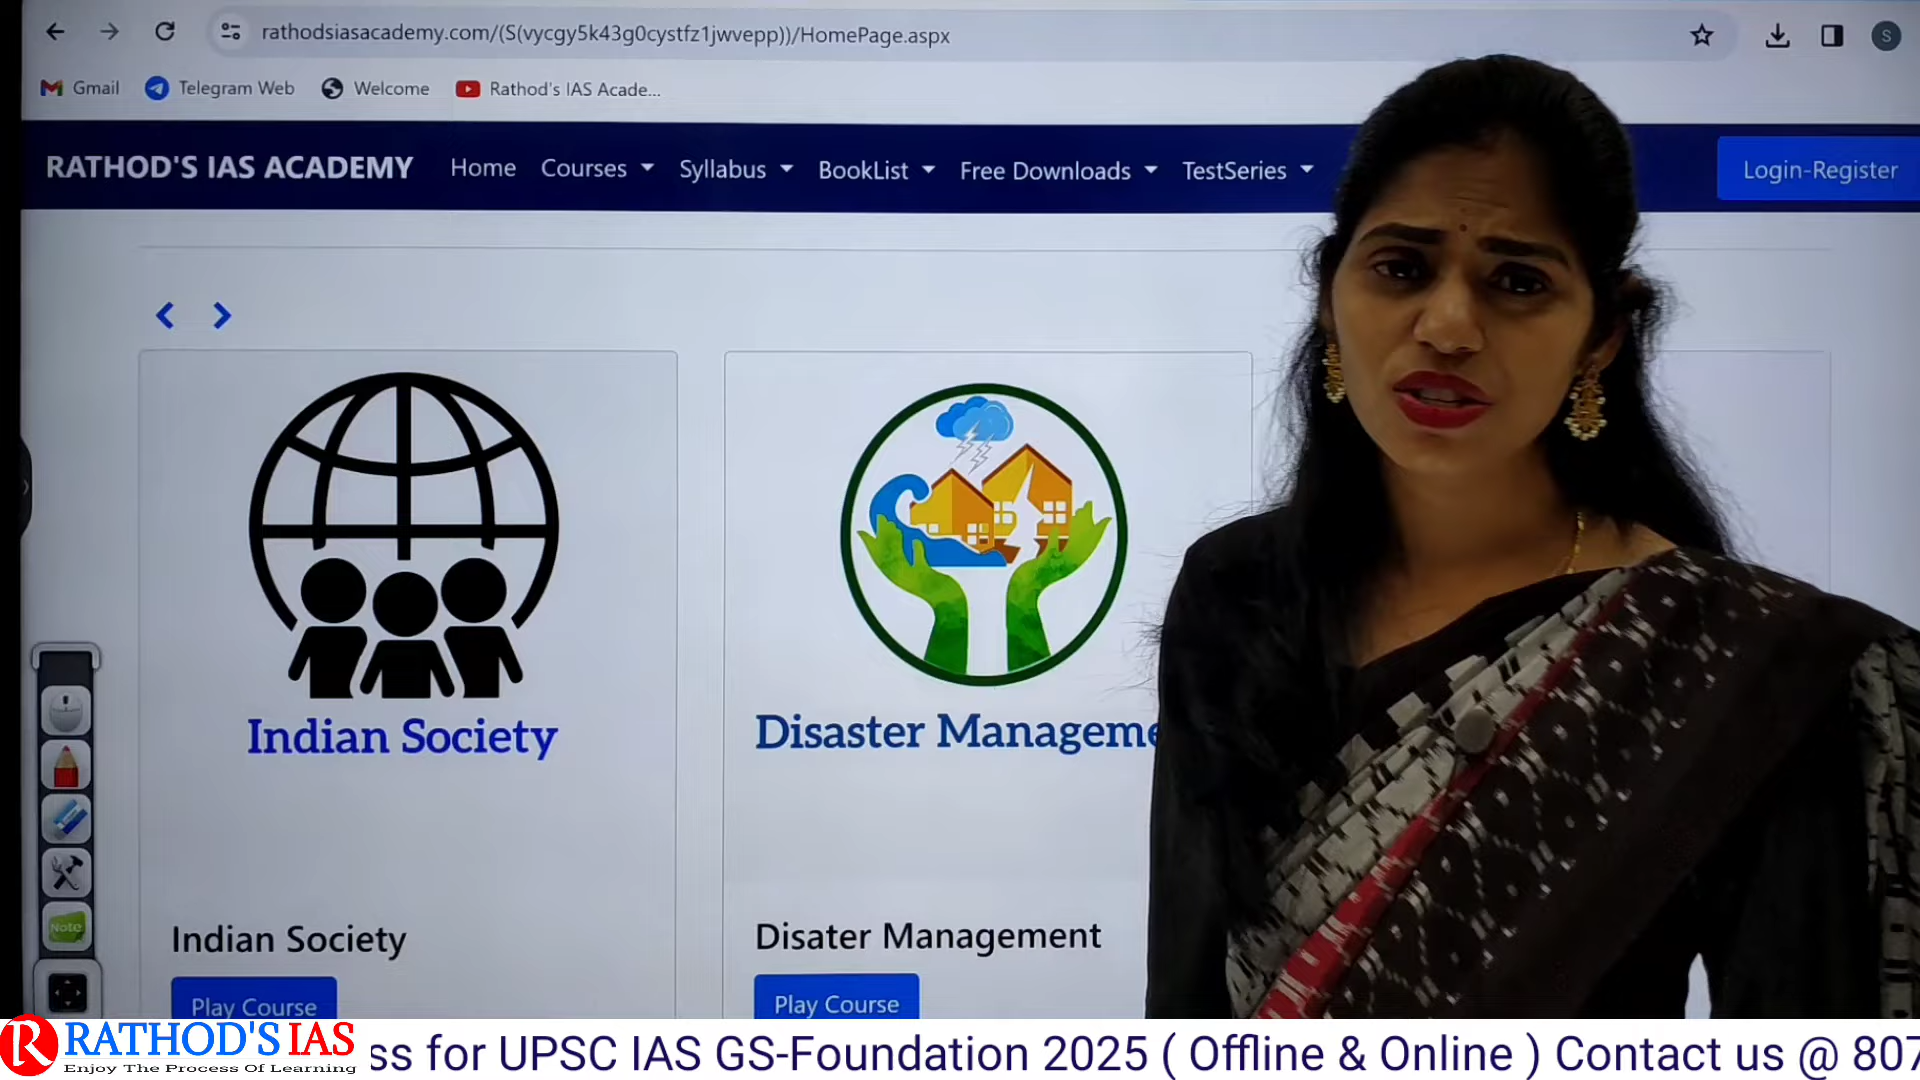 rathodsiasacademy.com/(S(vycgy5k43g0cystfz1jwvepp))/HomePage.aspx
S
Gmail
Telegram Web
Welcome
Rathod's IAS Acade...
RATHOD'S IAS ACADEMY
Home
Courses
Syllabus
BookList
Free Downloads
TestSeries
Login-Register
Indian Society
Disaster Manageme
Indian Society
Disater Management
Play Course
Play Course
Note
R
RATHOD'S IAS
Enjoy The Process Of Learning
ss for UPSC IAS GS-Foundation 2025 ( Offline & Online ) Contact us @ 807